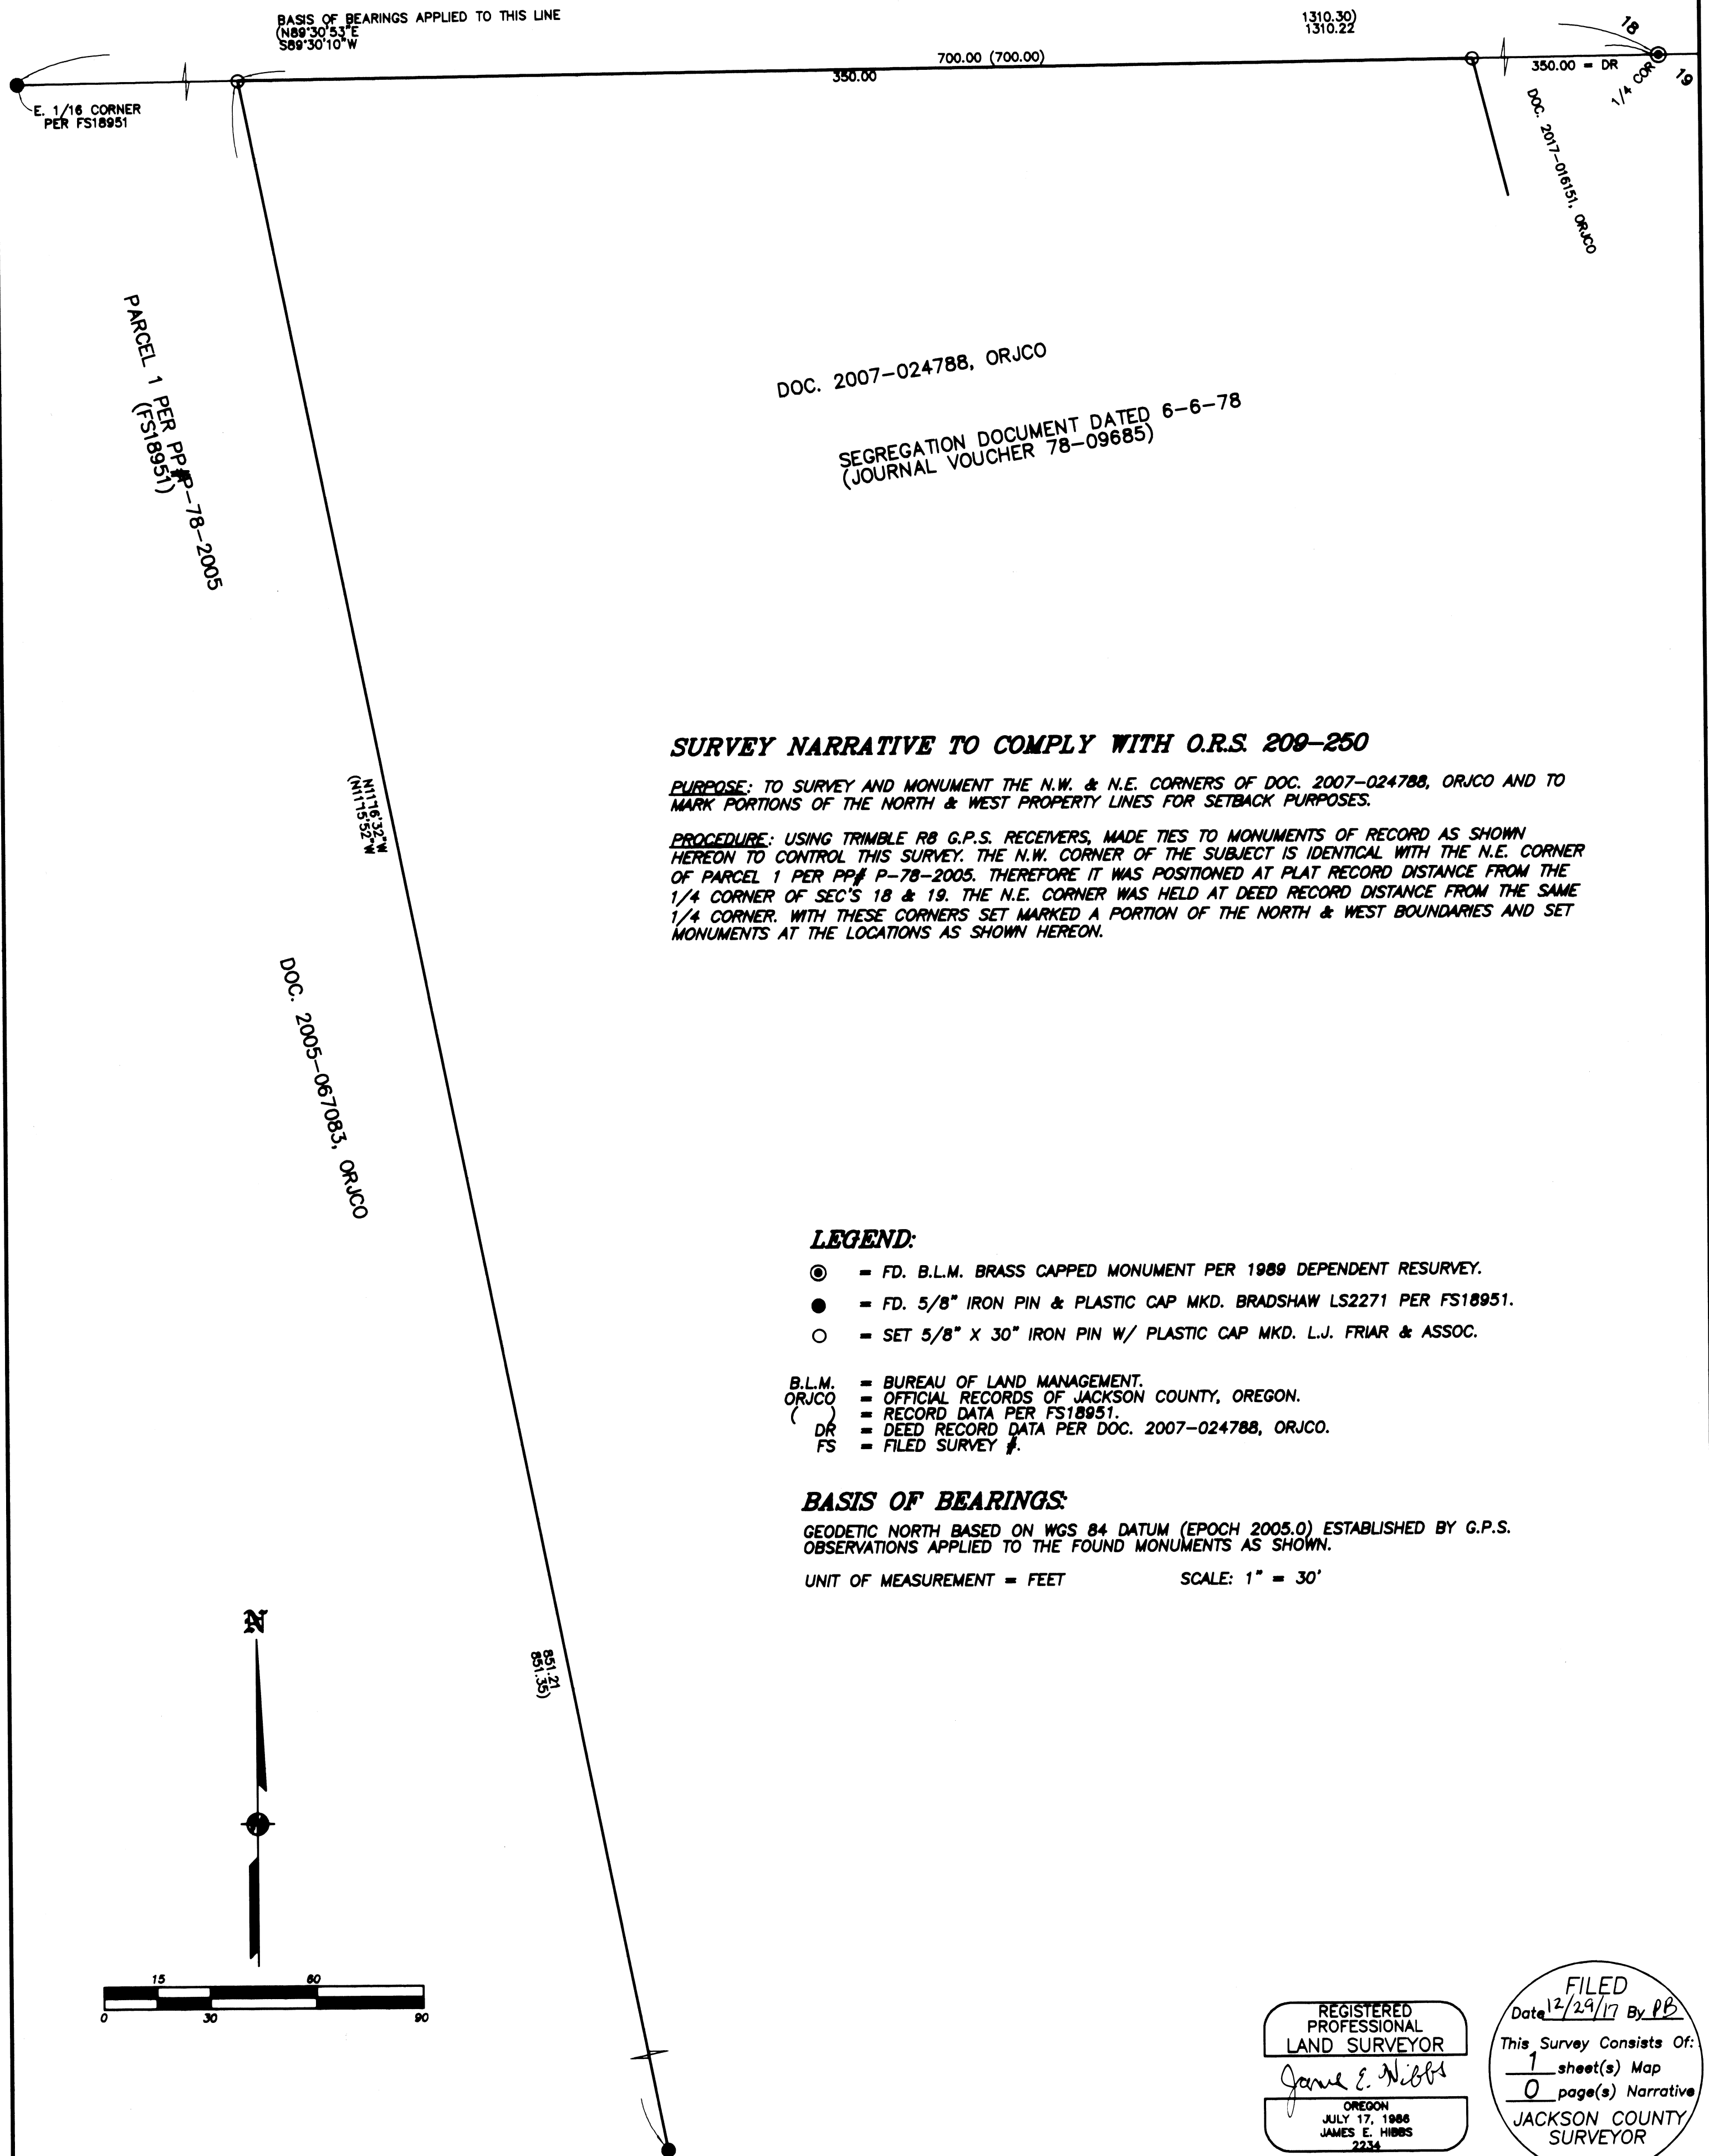 BASIS OF BEARINGS APPLIED TO THIS LINE
(N89°30'53"E
S89°30'10"W
1310.30)
1310.22
700.00 (700.00)
350.00
350.00 = DR
18
19
1/4 COR
E. 1/16 CORNER
PER FS18951
DOC. 2017-016151, ORJCO
PARCEL 1 PER PP# P-78-2005
(FS18951)
DOC. 2007-024788, ORJCO
SEGREGATION DOCUMENT DATED 6-6-78
(JOURNAL VOUCHER 78-09685)
N11°16'32"W
(N11°15'52"W
SURVEY NARRATIVE TO COMPLY WITH O.R.S. 209-250
PURPOSE: TO SURVEY AND MONUMENT THE N.W. & N.E. CORNERS OF DOC. 2007-024788, ORJCO AND TO
MARK PORTIONS OF THE NORTH & WEST PROPERTY LINES FOR SETBACK PURPOSES.
PROCEDURE: USING TRIMBLE R8 G.P.S. RECEIVERS, MADE TIES TO MONUMENTS OF RECORD AS SHOWN
HEREON TO CONTROL THIS SURVEY. THE N.W. CORNER OF THE SUBJECT IS IDENTICAL WITH THE N.E. CORNER
OF PARCEL 1 PER PP# P-78-2005. THEREFORE IT WAS POSITIONED AT PLAT RECORD DISTANCE FROM THE
1/4 CORNER OF SEC'S 18 & 19. THE N.E. CORNER WAS HELD AT DEED RECORD DISTANCE FROM THE SAME
1/4 CORNER. WITH THESE CORNERS SET MARKED A PORTION OF THE NORTH & WEST BOUNDARIES AND SET
MONUMENTS AT THE LOCATIONS AS SHOWN HEREON.
DOC. 2005-067083, ORJCO
LEGEND:
= FD. B.L.M. BRASS CAPPED MONUMENT PER 1989 DEPENDENT RESURVEY.
= FD. 5/8" IRON PIN & PLASTIC CAP MKD. BRADSHAW LS2271 PER FS18951.
= SET 5/8" X 30" IRON PIN W/ PLASTIC CAP MKD. L.J. FRIAR & ASSOC.
B.L.M. = BUREAU OF LAND MANAGEMENT.
ORJCO = OFFICIAL RECORDS OF JACKSON COUNTY, OREGON.
( ) = RECORD DATA PER FS18951.
DR = DEED RECORD DATA PER DOC. 2007-024788, ORJCO.
FS = FILED SURVEY #.
BASIS OF BEARINGS:
GEODETIC NORTH BASED ON WGS 84 DATUM (EPOCH 2005.0) ESTABLISHED BY G.P.S.
OBSERVATIONS APPLIED TO THE FOUND MONUMENTS AS SHOWN.
UNIT OF MEASUREMENT = FEET SCALE: 1" = 30'
851.21
851.35)
N
15 60
0 30 90
REGISTERED
PROFESSIONAL
LAND SURVEYOR
James E. Hibbs
OREGON
JULY 17, 1986
JAMES E. HIBBS
2234
FILED
Date 12/29/17 By PB
This Survey Consists Of:
1 sheet(s) Map
0 page(s) Narrative
JACKSON COUNTY
SURVEYOR